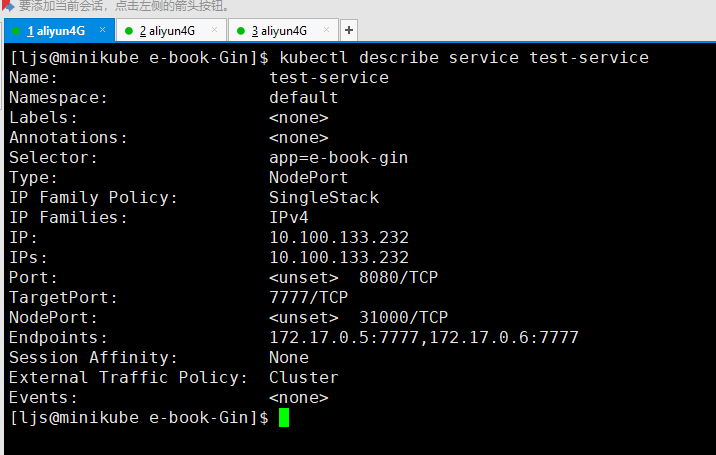 要添加当前会话，点击左侧的箭头按钮。
1 aliyun4G × 2 aliyun4G × 3 aliyun4G × +
[ljs@minikube e-book-Gin]$ kubectl describe service test-service
Name: test-service
Namespace: default
Labels: <none>
Annotations: <none>
Selector: app=e-book-gin
Type: NodePort
IP Family Policy: SingleStack
IP Families: IPv4
IP: 10.100.133.232
IPs: 10.100.133.232
Port: <unset> 8080/TCP
TargetPort: 7777/TCP
NodePort: <unset> 31000/TCP
Endpoints: 172.17.0.5:7777,172.17.0.6:7777
Session Affinity: None
External Traffic Policy: Cluster
Events: <none>
[ljs@minikube e-book-Gin]$